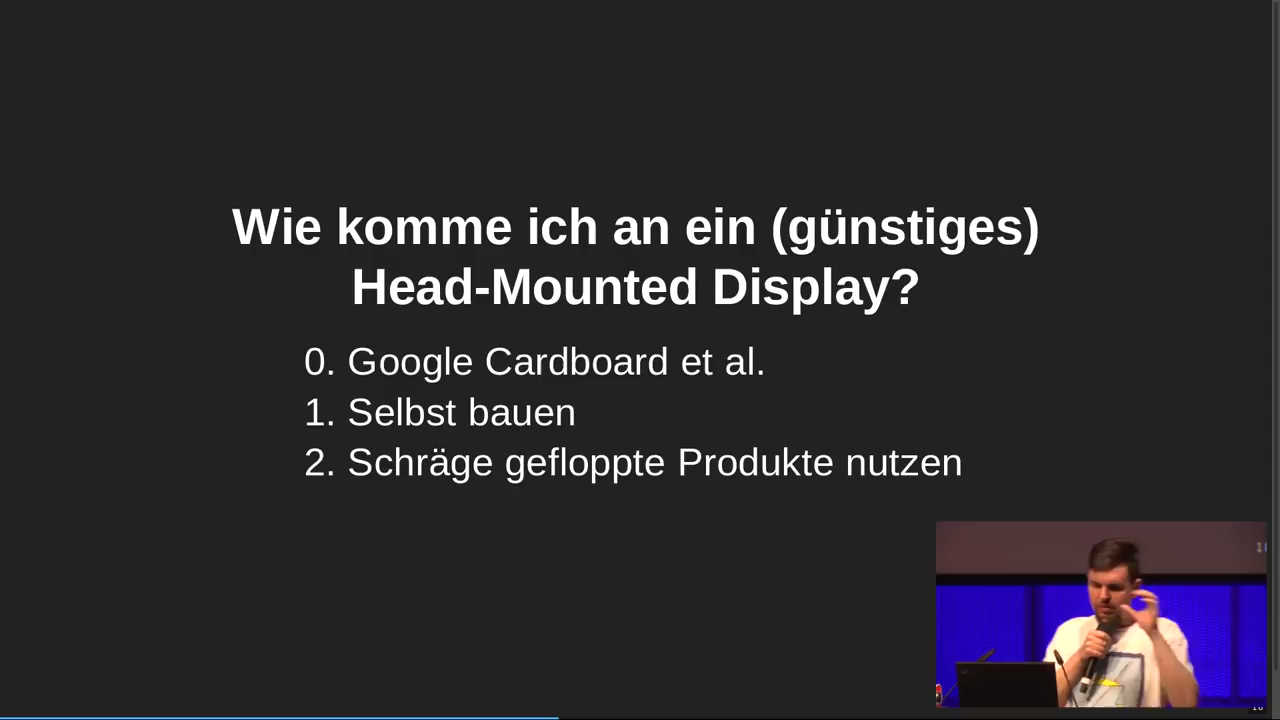 Wie komme ich an ein (günstiges)
Head-Mounted Display?
0. Google Cardboard et al.
1. Selbst bauen
2. Schräge gefloppte Produkte nutzen